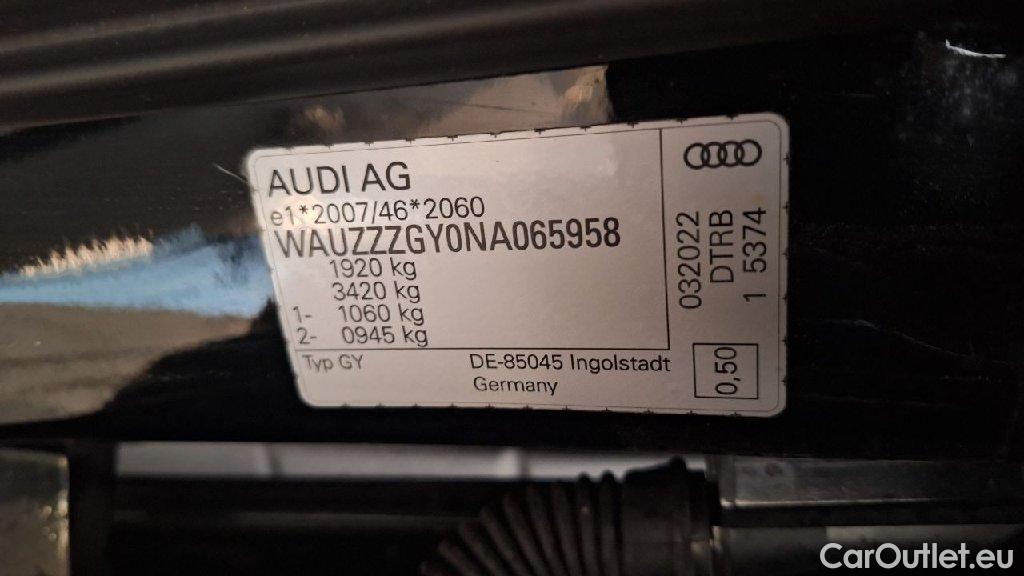 AUDI AG
e1*2007/46*2060
WAUZZZGY0NA065958
1920 kg
3420 kg
1- 1060 kg
2- 0945 kg
Typ GY
DE-85045 Ingolstadt
Germany
032022
DTRB
1 5374
0,50
CarOutlet.eu